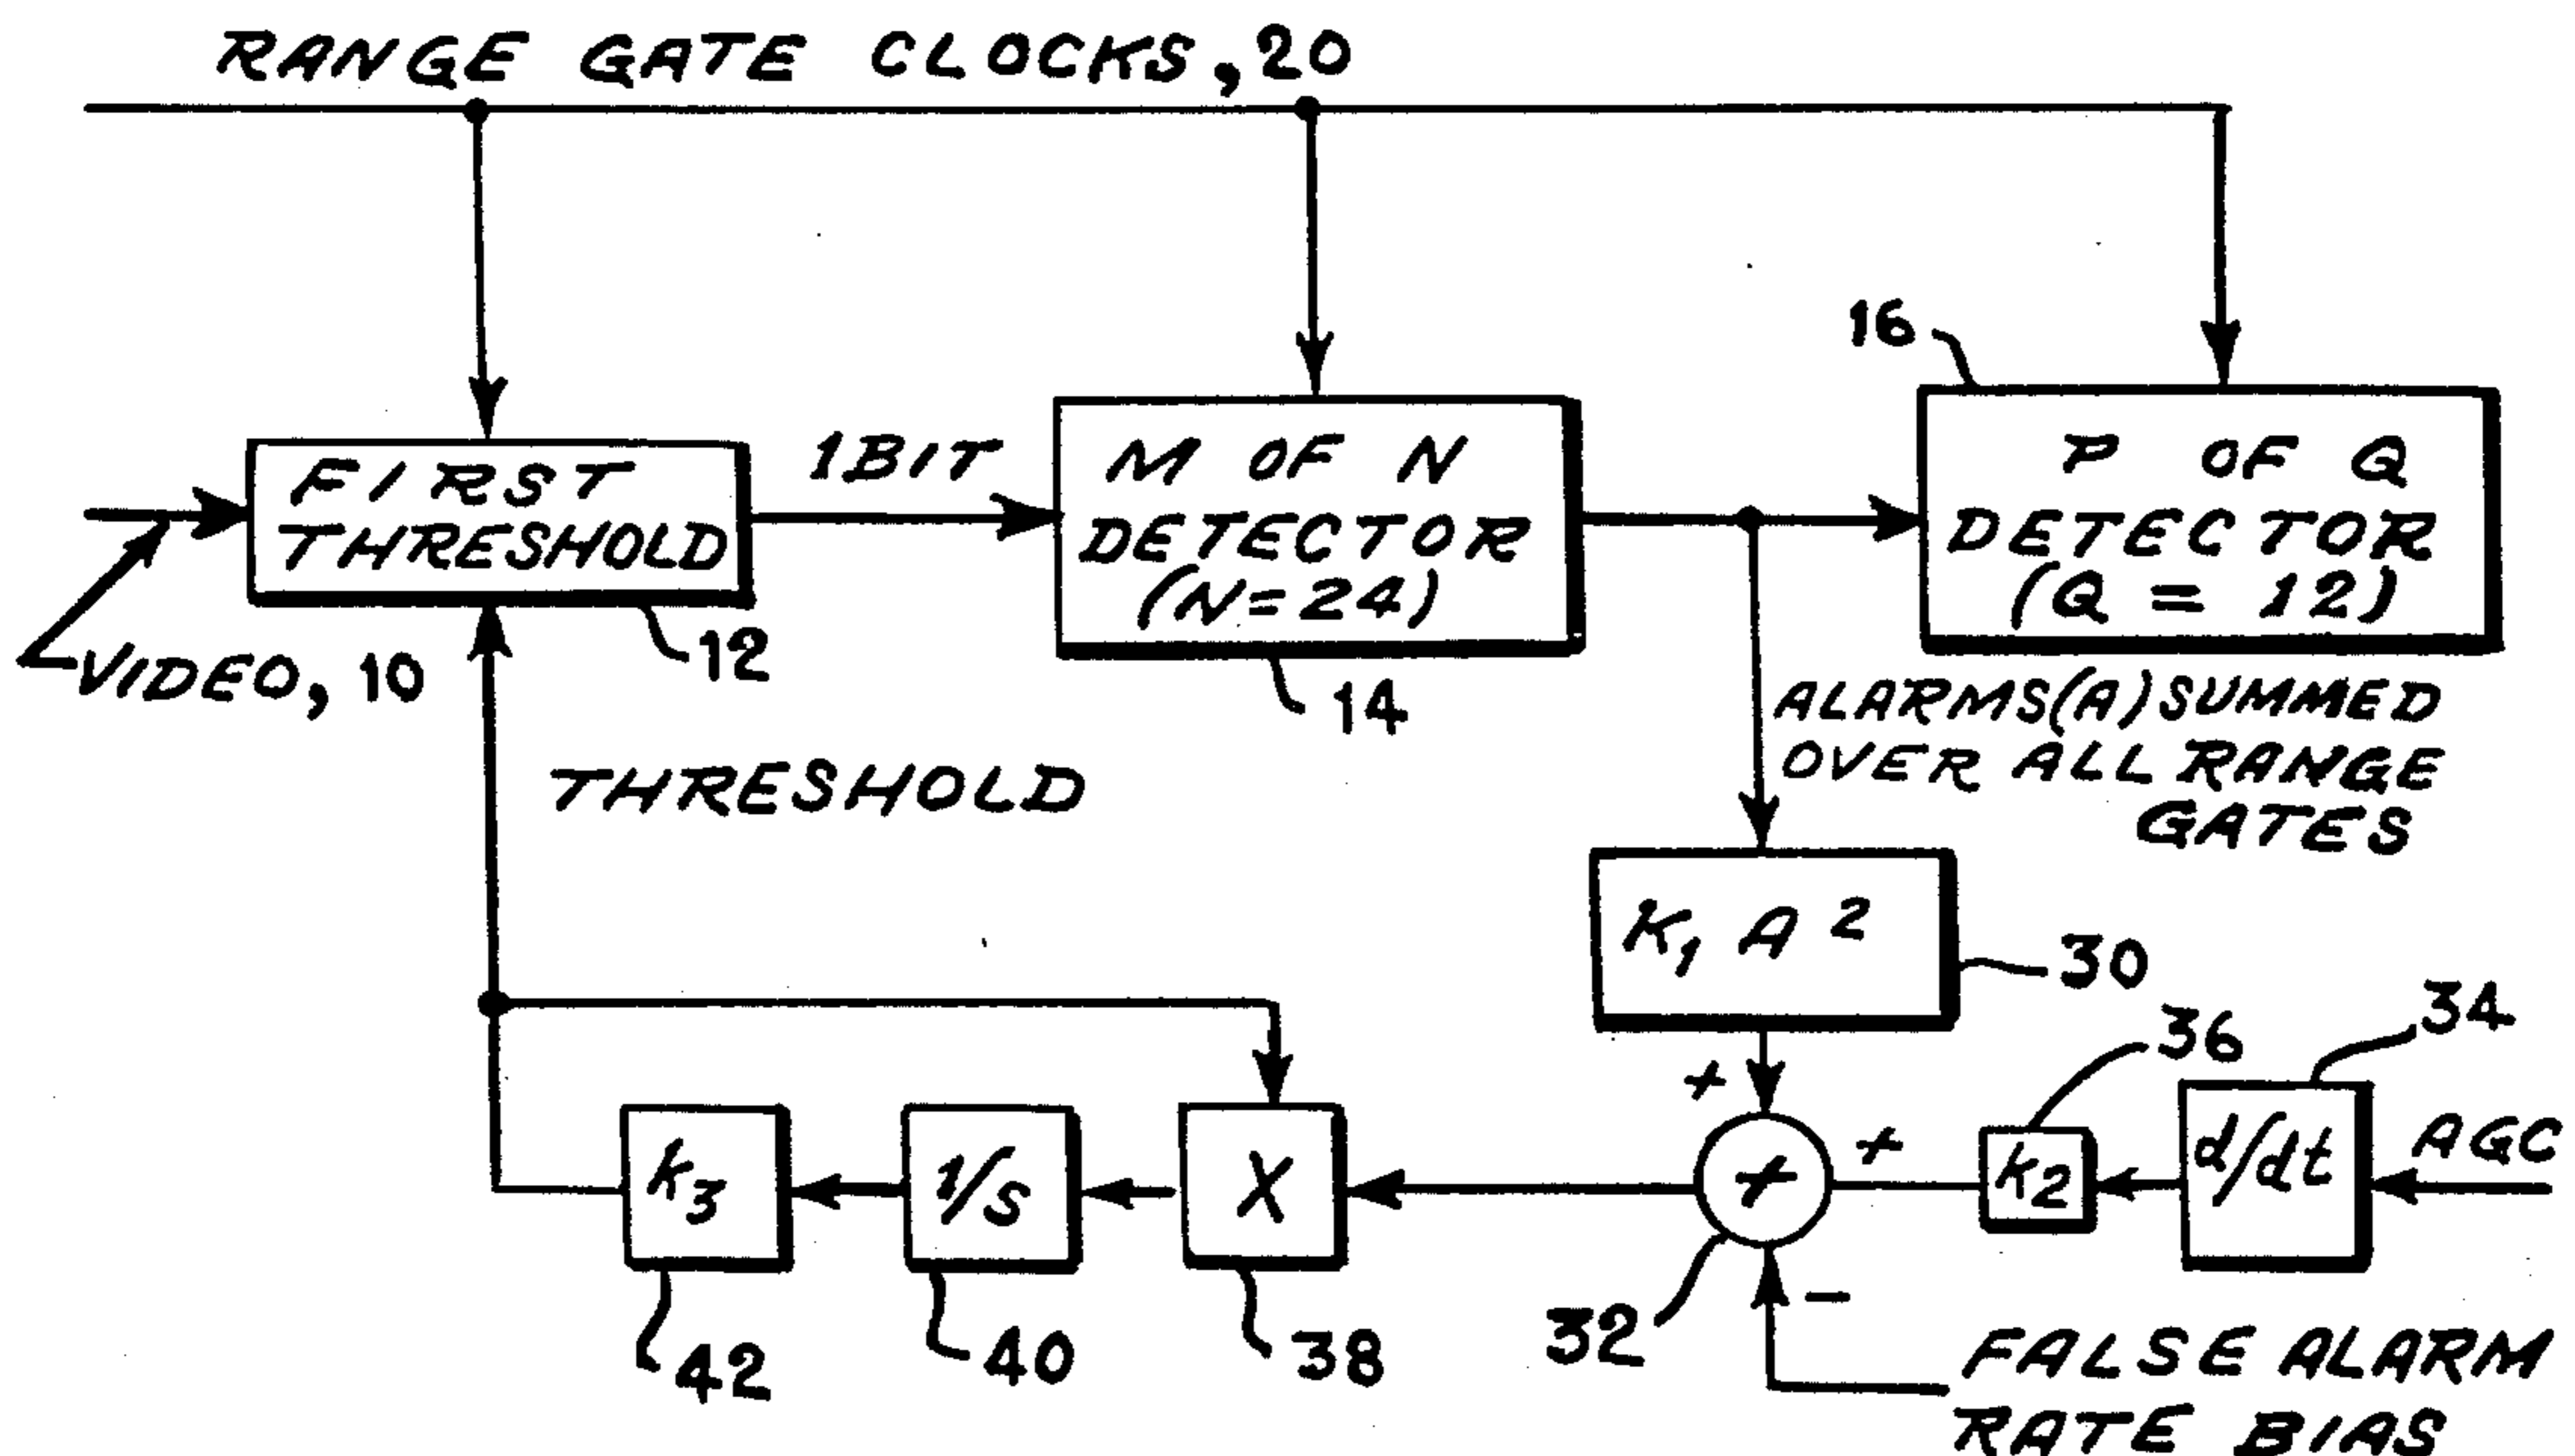 RANGE GATE CLOCKS, 20
16
FIRST
THRESHOLD
1 BIT
M OF N
DETECTOR
(N=24)
P OF Q
DETECTOR
(Q = 12)
VIDEO, 10
12
14
ALARMS(A) SUMMED
OVER ALL RANGE
GATES
THRESHOLD
K1 A2
30
36
34
+
+
AGC
k3
1/s
X
+
k2
d/dt
-
42
40
38
32
FALSE ALARM
RATE BIAS